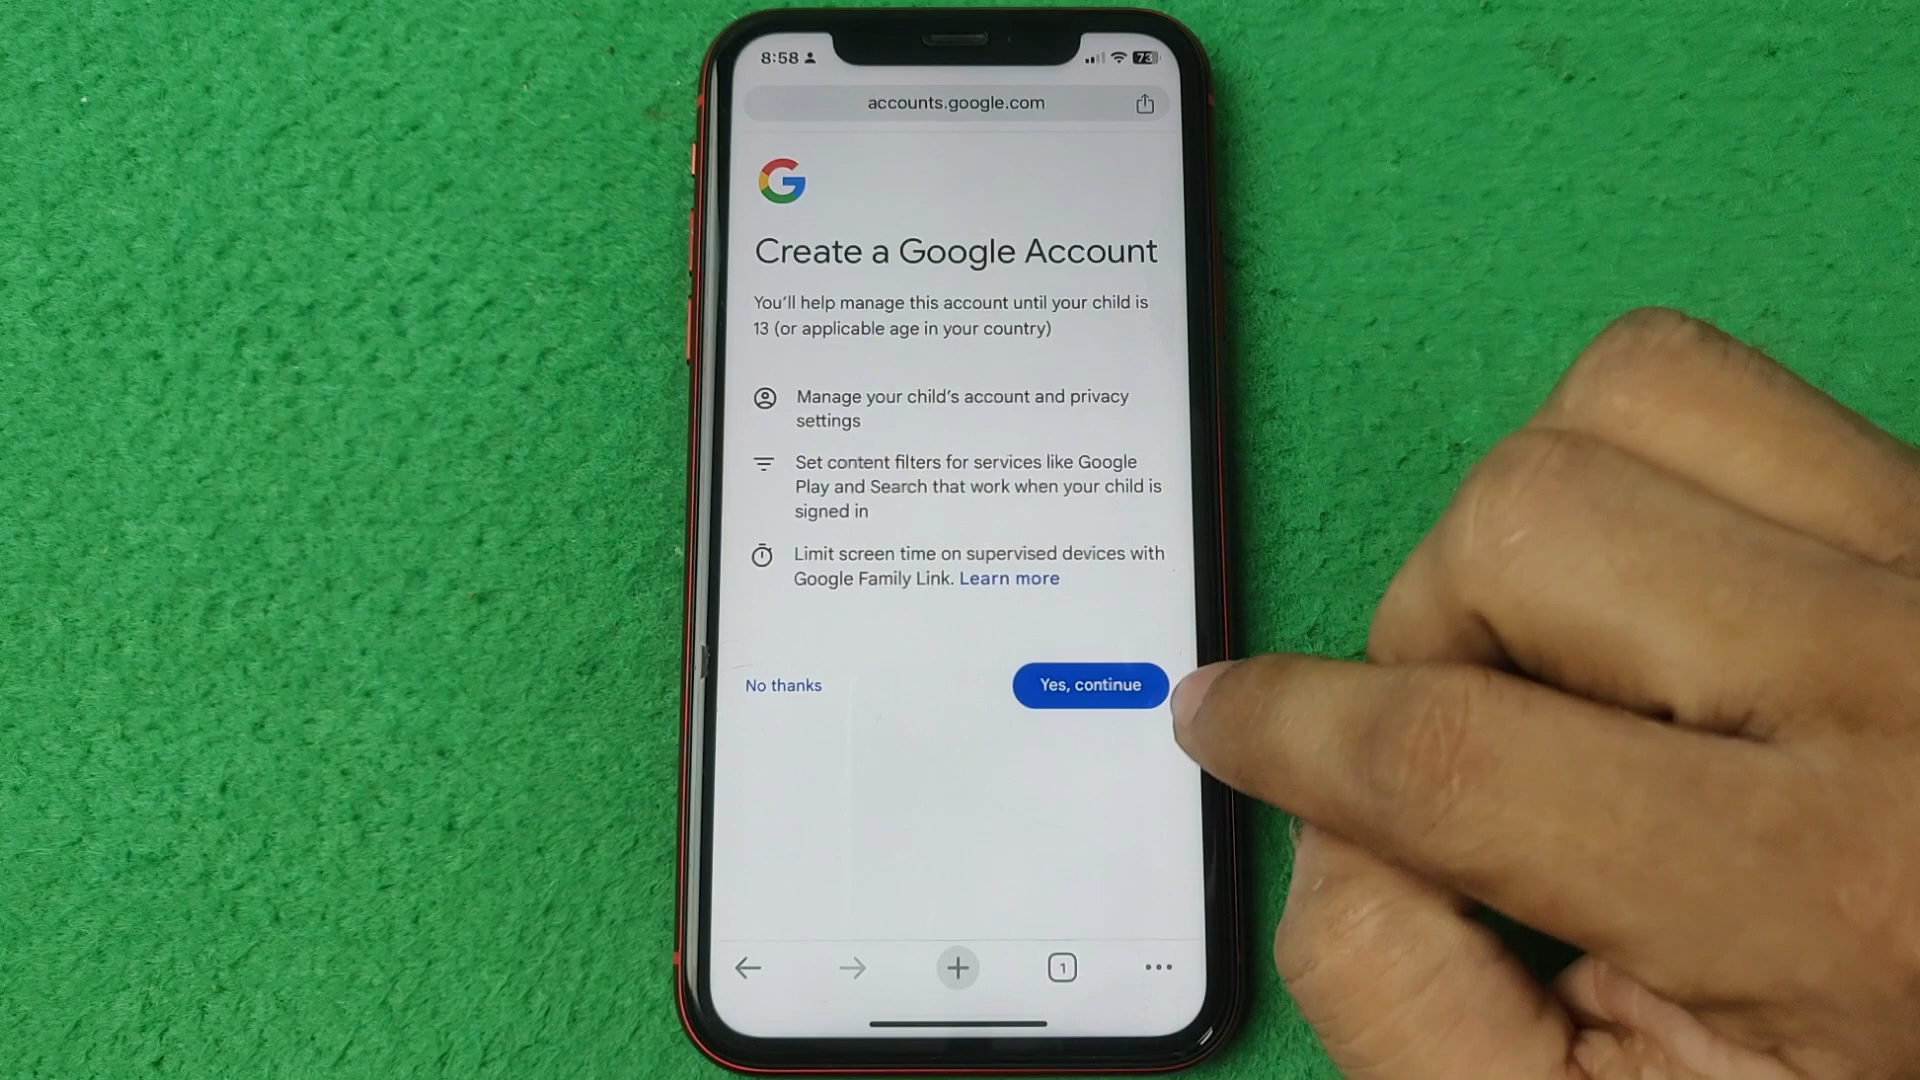 8:58
73
accounts.google.com
G
Create a Google Account
You'll help manage this account until your child is
13 (or applicable age in your country)
Manage your child's account and privacy
settings
Set content filters for services like Google
Play and Search that work when your child is
signed in
Limit screen time on supervised devices with
Google Family Link. Learn more
No thanks
Yes, continue
1